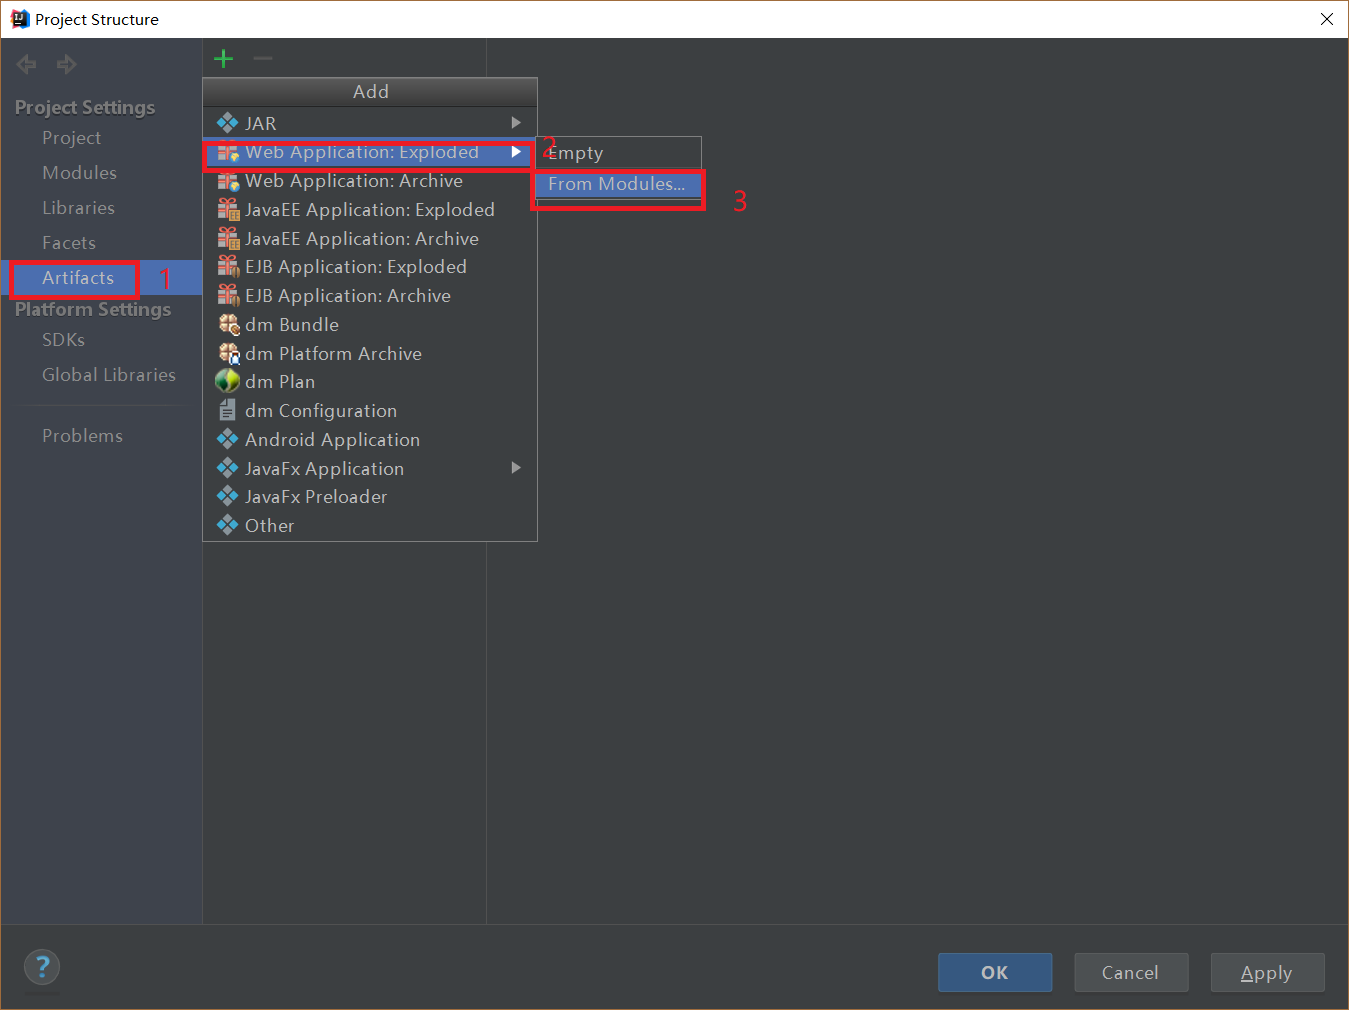 Project Structure
Project Settings
Project
Modules
Libraries
Facets
Artifacts
1
Platform Settings
SDKs
Global Libraries
Problems
Add
JAR
Web Application: Exploded
2
Web Application: Archive
JavaEE Application: Exploded
JavaEE Application: Archive
EJB Application: Exploded
EJB Application: Archive
dm Bundle
dm Platform Archive
dm Plan
dm Configuration
Android Application
JavaFx Application
JavaFx Preloader
Other
Empty
From Modules...
3
?
OK
Cancel
Apply